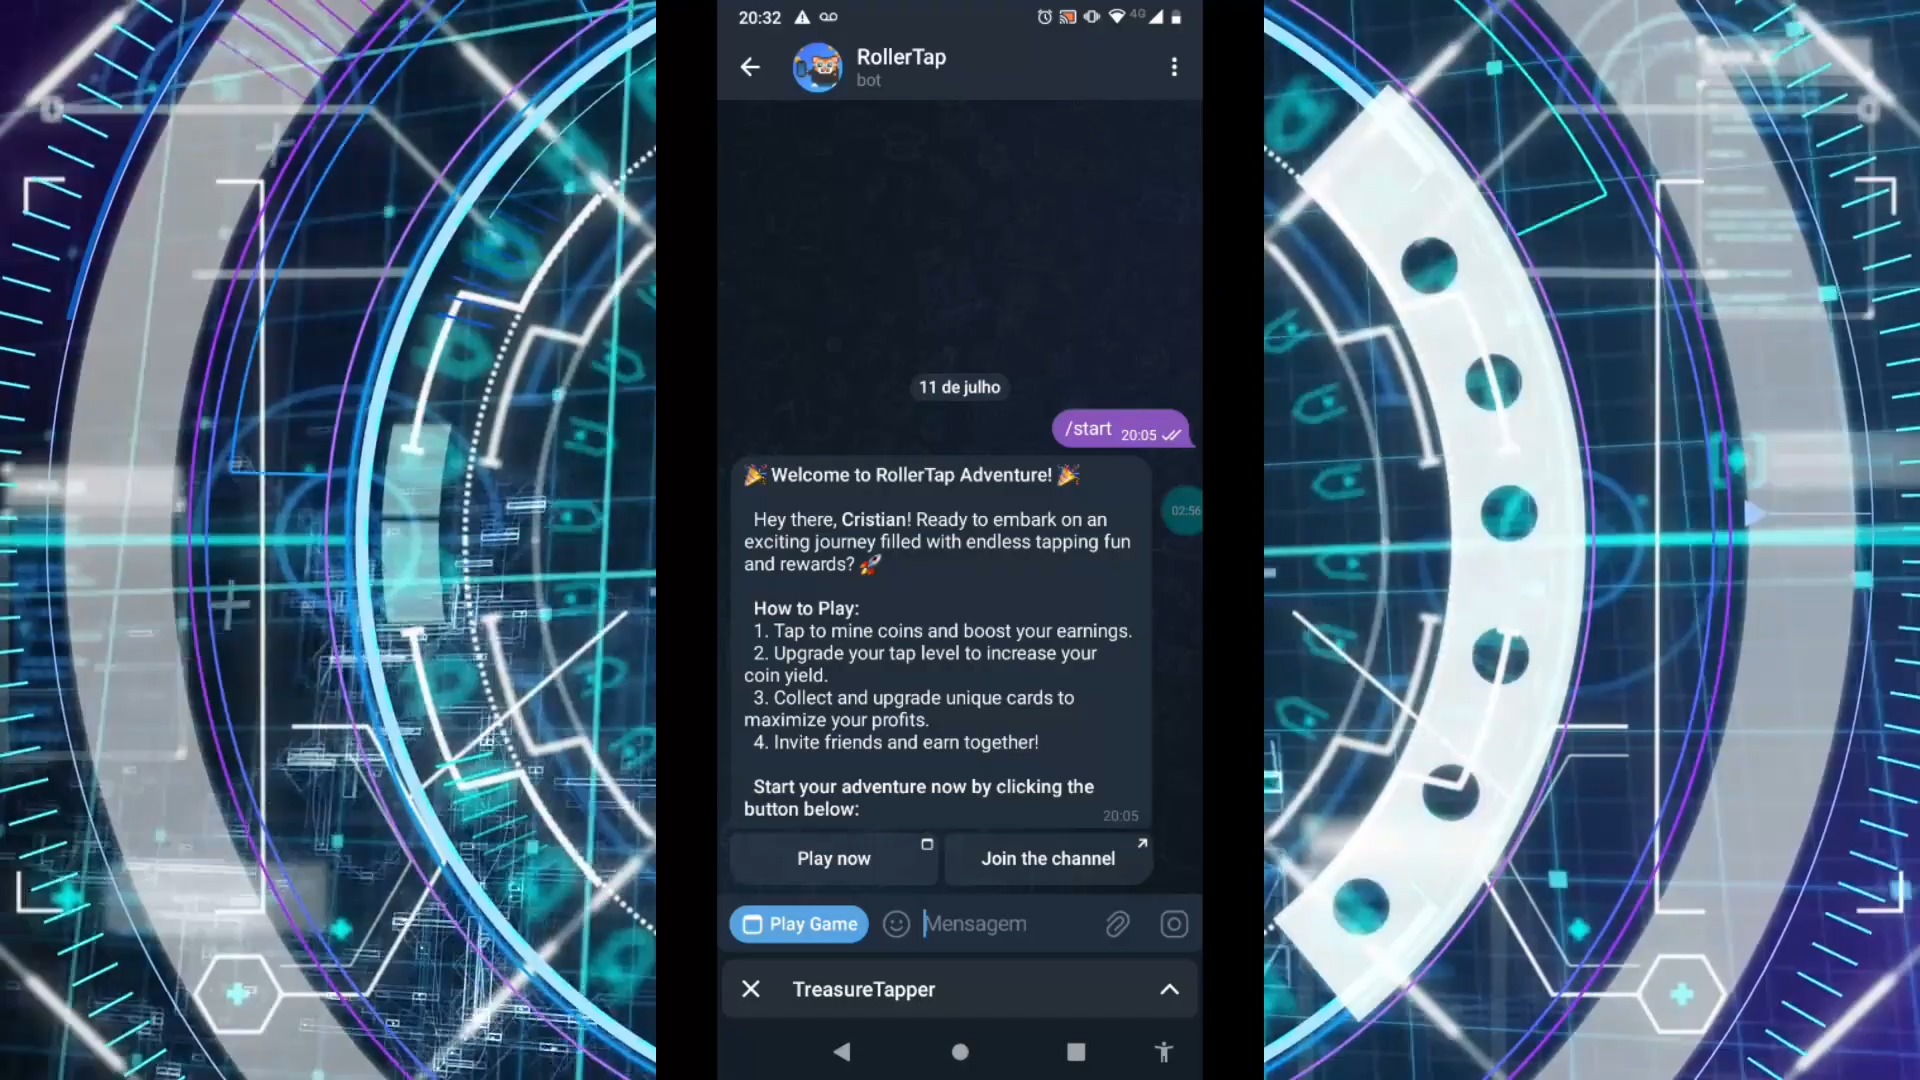 20:32
4G
RollerTap
bot
11 de julho
/start 20:05
🎉 Welcome to RollerTap Adventure! 🎉
Hey there, Cristian! Ready to embark on an
exciting journey filled with endless tapping fun
and rewards? 🚀
How to Play:
1. Tap to mine coins and boost your earnings.
2. Upgrade your tap level to increase your
coin yield.
3. Collect and upgrade unique cards to
maximize your profits.
4. Invite friends and earn together!
Start your adventure now by clicking the
button below:
20:05
02:56
Play now
Join the channel
Play Game
Mensagem
TreasureTapper